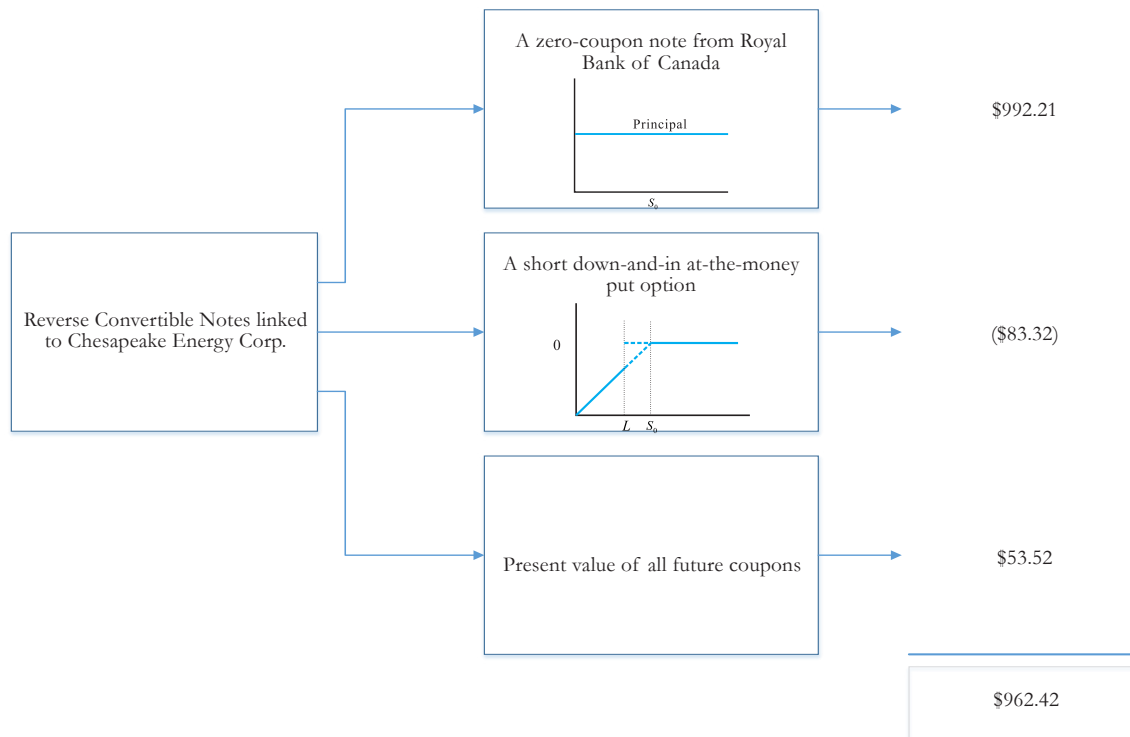 A zero-coupon note from Royal
Bank of Canada
Principal
S₀
$992.21
Reverse Convertible Notes linked
to Chesapeake Energy Corp.
A short down-and-in at-the-money
put option
0
L S₀
($83.32)
Present value of all future coupons
$53.52
$962.42